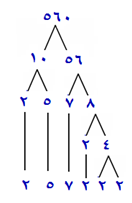 ٥٦٠
١٠ ٥٦
٢ ٥ ٧ ٨
٢ ٤
٢ ٥ ٧ ٢ ٢ ٢